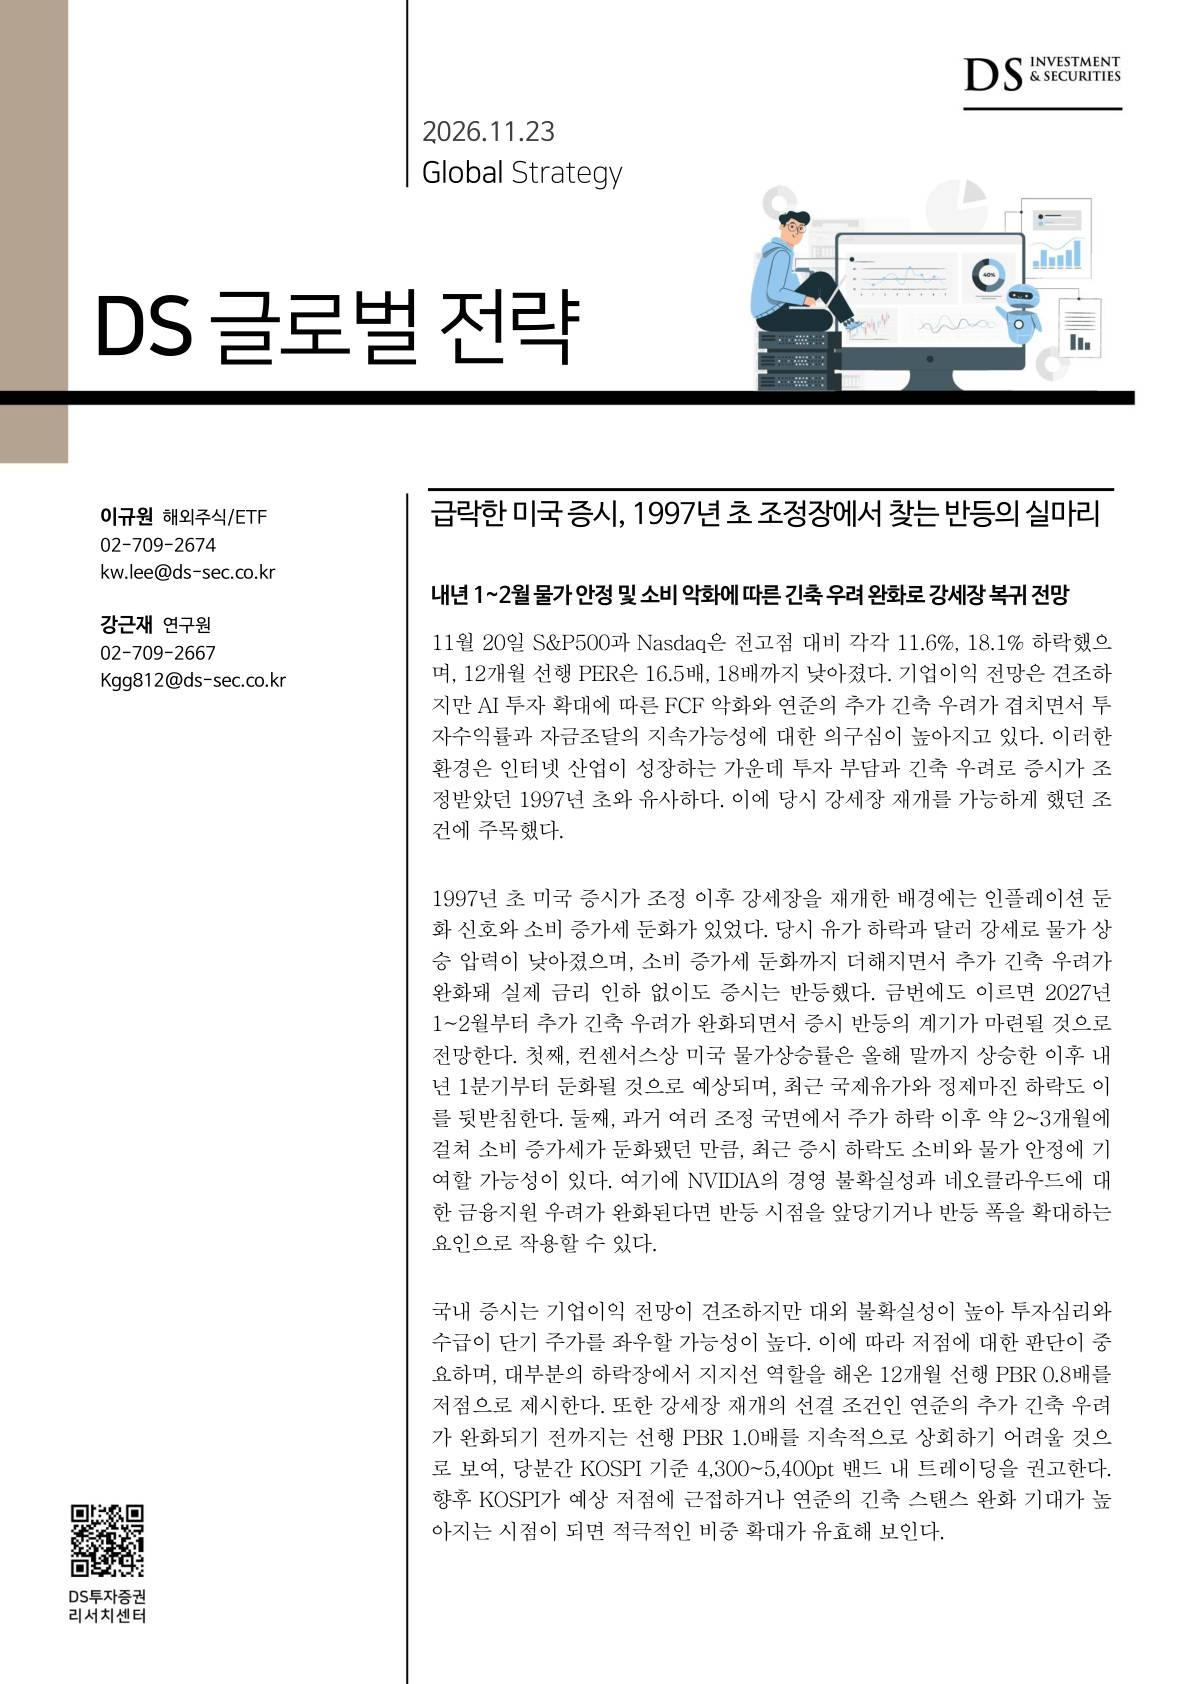 DS INVESTMENT
& SECURITIES
2026.11.23
Global Strategy
40%
DS 글로벌 전략
이규원 해외주식/ETF
02-709-2674
kw.lee@ds-sec.co.kr
강근재 연구원
02-709-2667
Kgg812@ds-sec.co.kr
급락한 미국 증시, 1997년 초 조정장에서 찾는 반등의 실마리
내년 1~2월 물가 안정 및 소비 악화에 따른 긴축 우려 완화로 강세장 복귀 전망
11월 20일 S&P500과 Nasdaq은 전고점 대비 각각 11.6%, 18.1% 하락했으
며, 12개월 선행 PER은 16.5배, 18배까지 낮아졌다. 기업이익 전망은 견조하
지만 AI 투자 확대에 따른 FCF 악화와 연준의 추가 긴축 우려가 겹치면서 투
자수익률과 자금조달의 지속가능성에 대한 의구심이 높아지고 있다. 이러한
환경은 인터넷 산업이 성장하는 가운데 투자 부담과 긴축 우려로 증시가 조
정받았던 1997년 초와 유사하다. 이에 당시 강세장 재개를 가능하게 했던 조
건에 주목했다.
1997년 초 미국 증시가 조정 이후 강세장을 재개한 배경에는 인플레이션 둔
화 신호와 소비 증가세 둔화가 있었다. 당시 유가 하락과 달러 강세로 물가 상
승 압력이 낮아졌으며, 소비 증가세 둔화까지 더해지면서 추가 긴축 우려가
완화돼 실제 금리 인하 없이도 증시는 반등했다. 금번에도 이르면 2027년
1~2월부터 추가 긴축 우려가 완화되면서 증시 반등의 계기가 마련될 것으로
전망한다. 첫째, 컨센서스상 미국 물가상승률은 올해 말까지 상승한 이후 내
년 1분기부터 둔화될 것으로 예상되며, 최근 국제유가와 정제마진 하락도 이
를 뒷받침한다. 둘째, 과거 여러 조정 국면에서 주가 하락 이후 약 2~3개월에
걸쳐 소비 증가세가 둔화됐던 만큼, 최근 증시 하락도 소비와 물가 안정에 기
여할 가능성이 있다. 여기에 NVIDIA의 경영 불확실성과 네오클라우드에 대
한 금융지원 우려가 완화된다면 반등 시점을 앞당기거나 반등 폭을 확대하는
요인으로 작용할 수 있다.
국내 증시는 기업이익 전망이 견조하지만 대외 불확실성이 높아 투자심리와
수급이 단기 주가를 좌우할 가능성이 높다. 이에 따라 저점에 대한 판단이 중
요하며, 대부분의 하락장에서 지지선 역할을 해온 12개월 선행 PBR 0.8배를
저점으로 제시한다. 또한 강세장 재개의 선결 조건인 연준의 추가 긴축 우려
가 완화되기 전까지는 선행 PBR 1.0배를 지속적으로 상회하기 어려울 것으
로 보여, 당분간 KOSPI 기준 4,300~5,400pt 밴드 내 트레이딩을 권고한다.
향후 KOSPI가 예상 저점에 근접하거나 연준의 긴축 스탠스 완화 기대가 높
아지는 시점이 되면 적극적인 비중 확대가 유효해 보인다.
DS투자증권
리서치센터